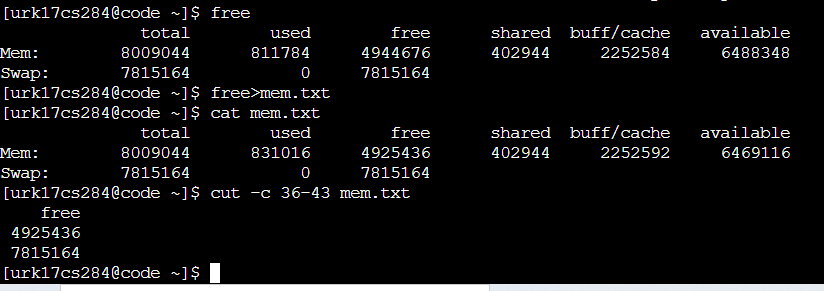 [urk17cs284@code ~]$ free
              total        used        free      shared  buff/cache   available
Mem:        8009044      811784     4944676      402944     2252584     6488348
Swap:       7815164           0     7815164
[urk17cs284@code ~]$ free>mem.txt
[urk17cs284@code ~]$ cat mem.txt
              total        used        free      shared  buff/cache   available
Mem:        8009044      831016     4925436      402944     2252592     6469116
Swap:       7815164           0     7815164
[urk17cs284@code ~]$ cut -c 36-43 mem.txt
    free
 4925436
 7815164
[urk17cs284@code ~]$